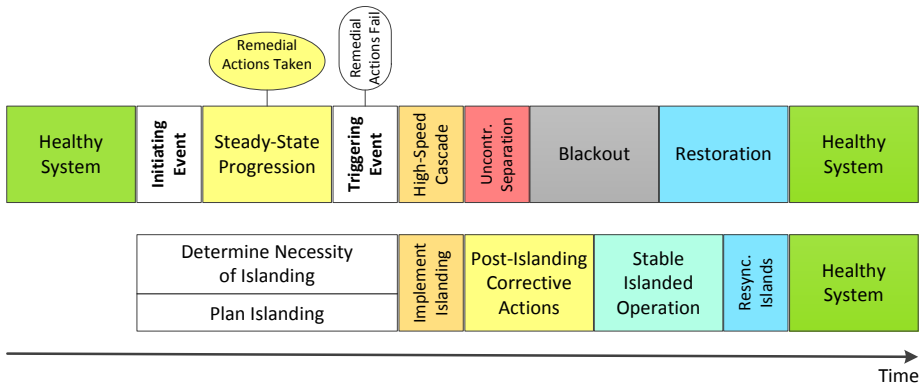 Remedial
Actions Taken
Remedial
Actions Fail
Healthy
System
Initiating
Event
Steady-State
Progression
Triggering
Event
High-Speed
Cascade
Uncontr.
Separation
Blackout
Restoration
Healthy
System
Determine Necessity
of Islanding
Plan Islanding
Implement
Islanding
Post-Islanding
Corrective
Actions
Stable
Islanded
Operation
Resync.
Islands
Healthy
System
Time